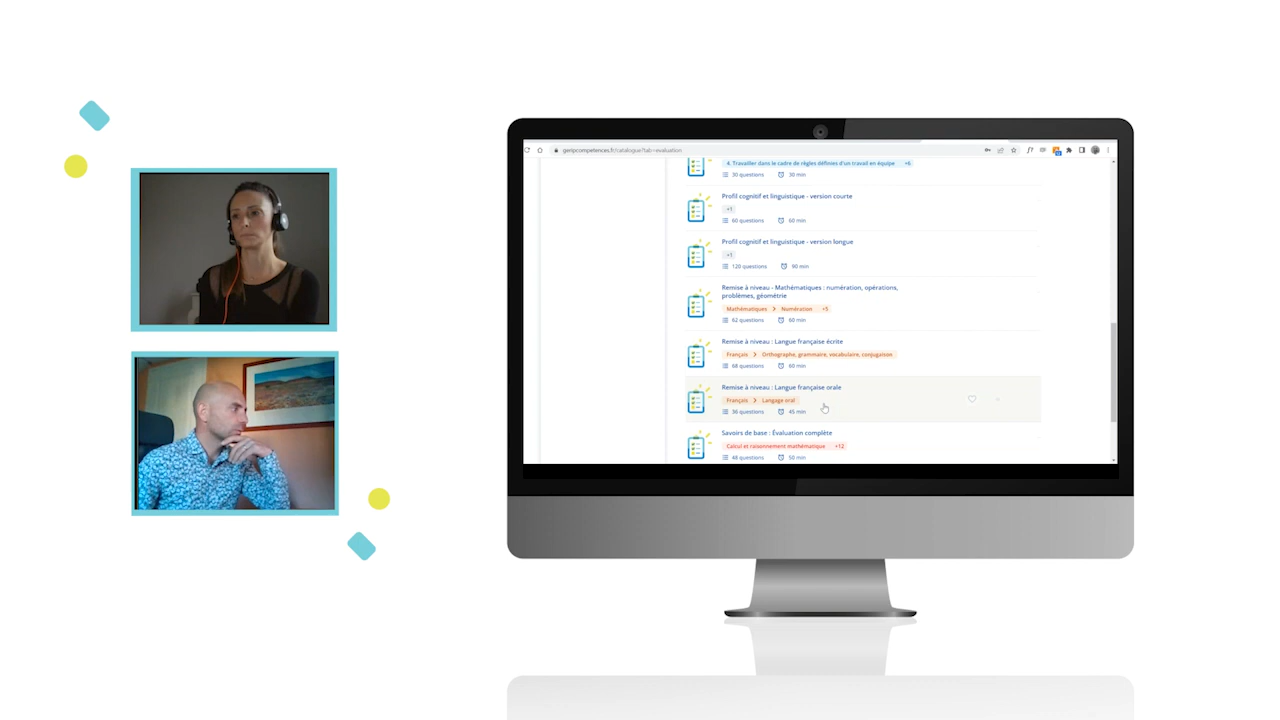 geripcompetences.fr/catalogue?tab=evaluation
4. Travailler dans le cadre de règles définies d'un travail en équipe +6
30 questions 30 min
Profil cognitif et linguistique - version courte
+1
60 questions 60 min
Profil cognitif et linguistique - version longue
+1
120 questions 90 min
Remise à niveau - Mathématiques : numération, opérations,
problèmes, géométrie
Mathématiques > Numération +5
62 questions 60 min
Remise à niveau : Langue française écrite
Français > Orthographe, grammaire, vocabulaire, conjugaison
68 questions 60 min
Remise à niveau : Langue française orale
Français > Langage oral
36 questions 45 min
Savoirs de base : Évaluation complète
Calcul et raisonnement mathématique +12
48 questions 50 min